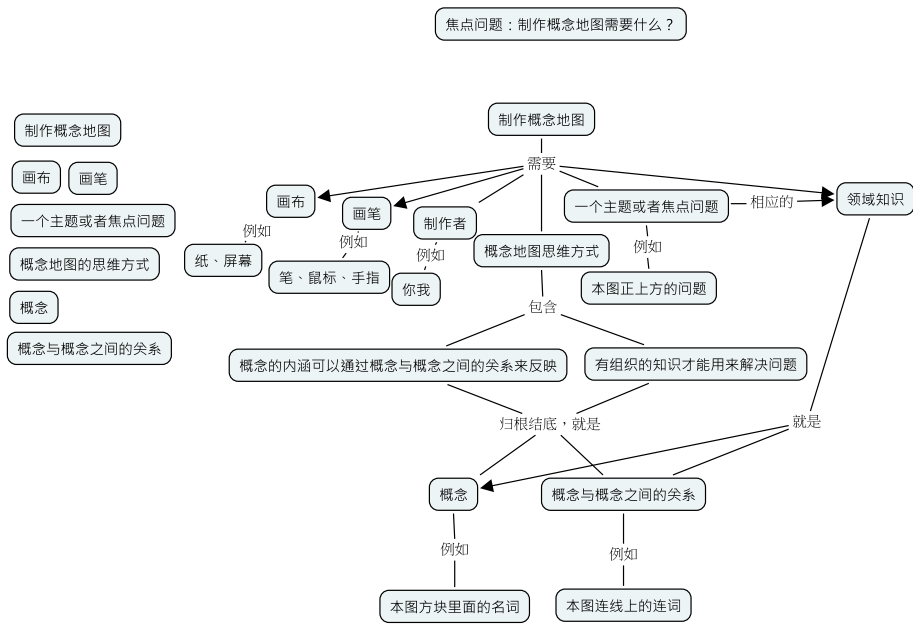 焦点问题：制作概念地图需要什么？
制作概念地图
画布
画笔
一个主题或者焦点问题
概念地图的思维方式
概念
概念与概念之间的关系
制作概念地图
需要
画布
画笔
制作者
概念地图思维方式
一个主题或者焦点问题
相应的
领域知识
例如
纸、屏幕
例如
笔、鼠标、手指
例如
你我
例如
本图正上方的问题
包含
概念的内涵可以通过概念与概念之间的关系来反映
有组织的知识才能用来解决问题
归根结底，就是
就是
概念
概念与概念之间的关系
例如
例如
本图方块里面的名词
本图连线上的连词